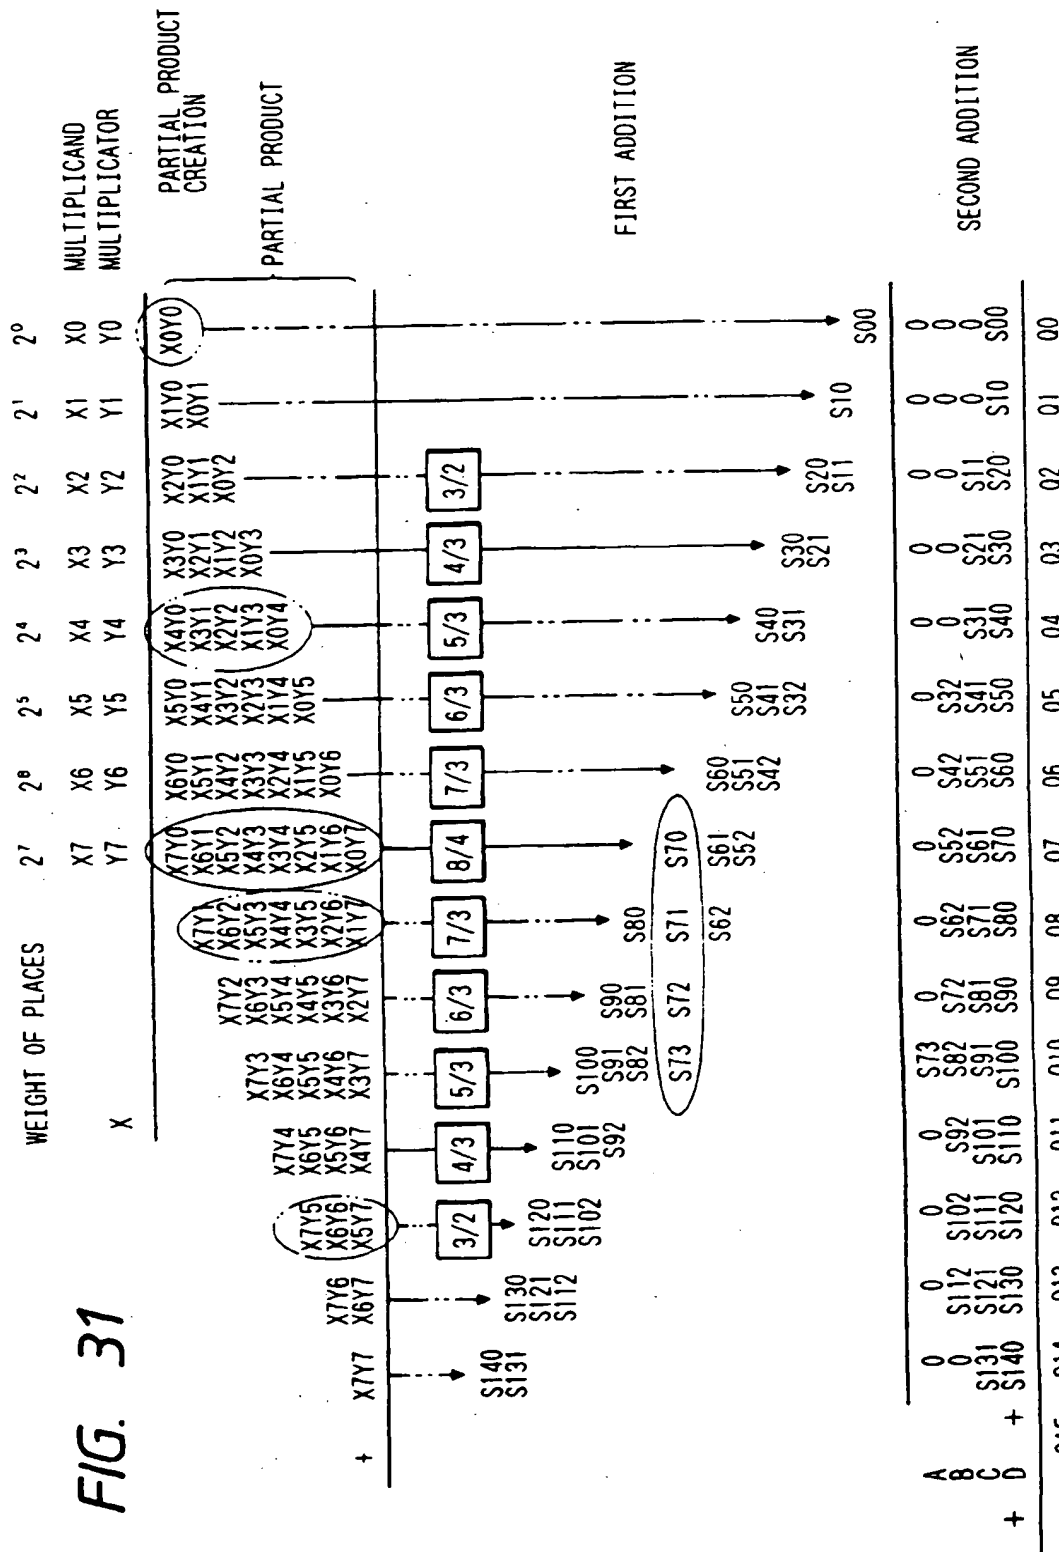 FIG. 31
WEIGHT OF PLACES 2⁷ 2⁶ 2⁵ 2⁴ 2³ 2² 2¹ 2⁰
X7 X6 X5 X4 X3 X2 X1 X0 MULTIPLICAND
X Y7 Y6 Y5 Y4 Y3 Y2 Y1 Y0 MULTIPLICATOR
X7Y0 X6Y0 X5Y0 X4Y0 X3Y0 X2Y0 X1Y0 X0Y0 PARTIAL PRODUCT
CREATION
X7Y1 X6Y1 X5Y1 X4Y1 X3Y1 X2Y1 X1Y1 X0Y1
X7Y2 X6Y2 X5Y2 X4Y2 X3Y2 X2Y2 X1Y2 X0Y2
X7Y3 X6Y3 X5Y3 X4Y3 X3Y3 X2Y3 X1Y3 X0Y3
PARTIAL PRODUCT
X7Y4 X6Y4 X5Y4 X4Y4 X3Y4 X2Y4 X1Y4 X0Y4
X7Y5 X6Y5 X5Y5 X4Y5 X3Y5 X2Y5 X1Y5 X0Y5
X7Y6 X6Y6 X5Y6 X4Y6 X3Y6 X2Y6 X1Y6 X0Y6
+ X7Y7 X6Y7 X5Y7 X4Y7 X3Y7 X2Y7 X1Y7 X0Y7
3/2 4/3 5/3 6/3 7/3 8/4 7/3 6/3 5/3 4/3 3/2
S140
S131 S130
S121 S120
S112 S111 S110
S102 S101 S100
S92 S91 S90
FIRST ADDITION
S82 S81 S80
S73 S72 S71 S70
S62 S61 S60
S52 S51 S50
S42 S41 S40
S32 S31 S30
S21 S20
S11 S10
S00
A 0 0 0 0 S73 0 0 0 0 0 0 0 0 0 0
B 0 S112 S102 S92 S82 S72 S62 S52 S42 S32 0 0 0 0 0
C S131 S121 S111 S101 S91 S81 S71 S61 S51 S41 S31 S21 S11 0 0
+ D + S140 S130 S120 S110 S100 S90 S80 S70 S60 S50 S40 S30 S20 S10 S00
SECOND ADDITION
Q7 Q6 Q5 Q4 Q3 Q2 Q1 Q0